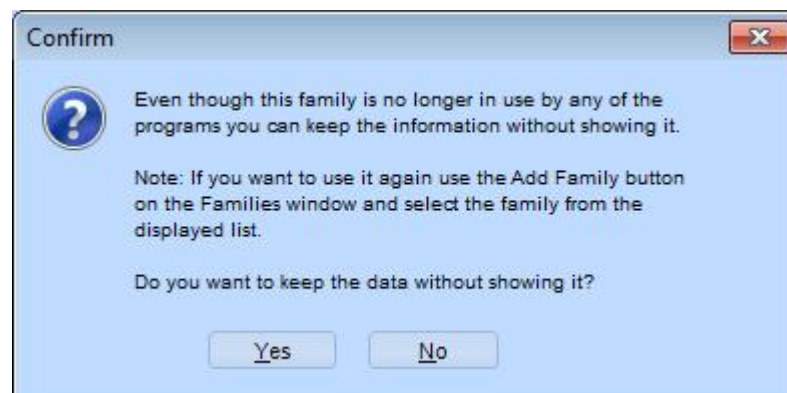 Confirm
Even though this family is no longer in use by any of the
programs you can keep the information without showing it.
Note: If you want to use it again use the Add Family button
on the Families window and select the family from the
displayed list.
Do you want to keep the data without showing it?
Yes No